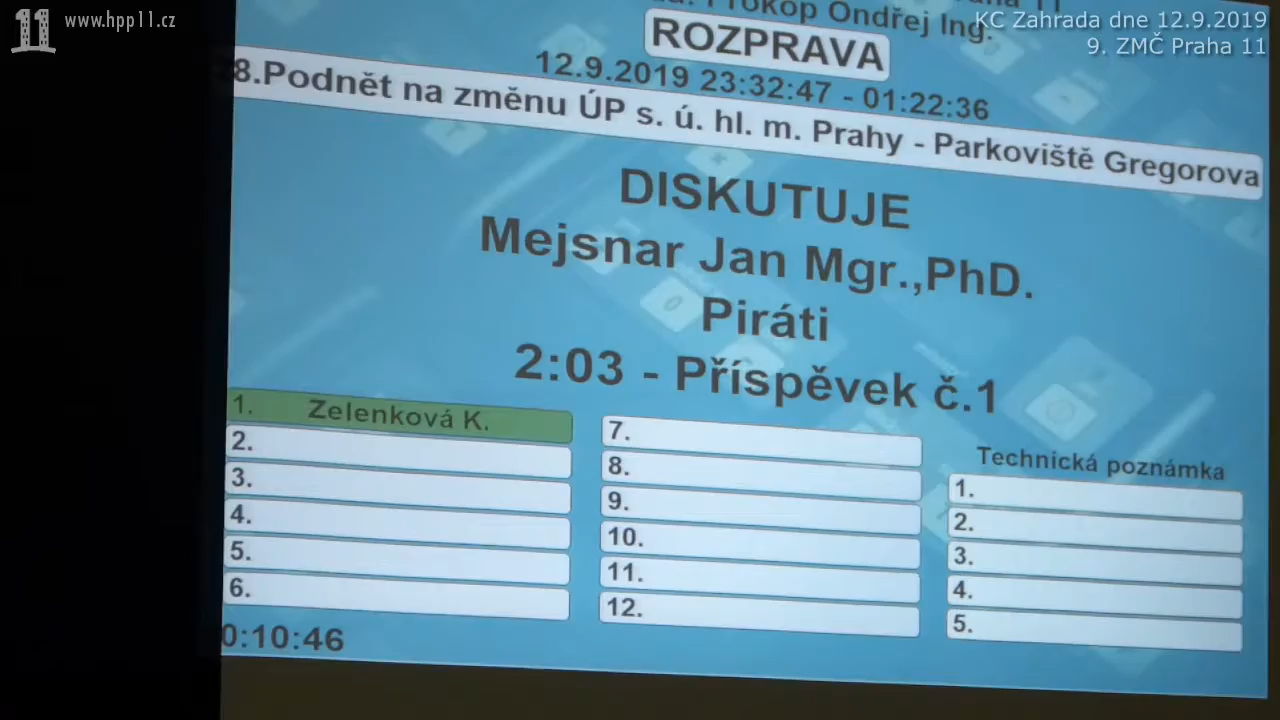 11 www.hpp11.cz
KC Zahrada dne 12.9.2019
9. ZMČ Praha 11
Prokop Ondřej Ing.
ROZPRAVA
12.9.2019 23:32:47 - 01:22:36
8.Podnět na změnu ÚP s. ú. hl. m. Prahy - Parkoviště Gregorova
DISKUTUJE
Mejsnar Jan Mgr.,PhD.
Piráti
2:03 - Příspěvek č.1
1. Zelenková K.
2.
3.
4.
5.
6.
7.
8.
9.
10.
11.
12.
Technická poznámka
1.
2.
3.
4.
5.
0:10:46